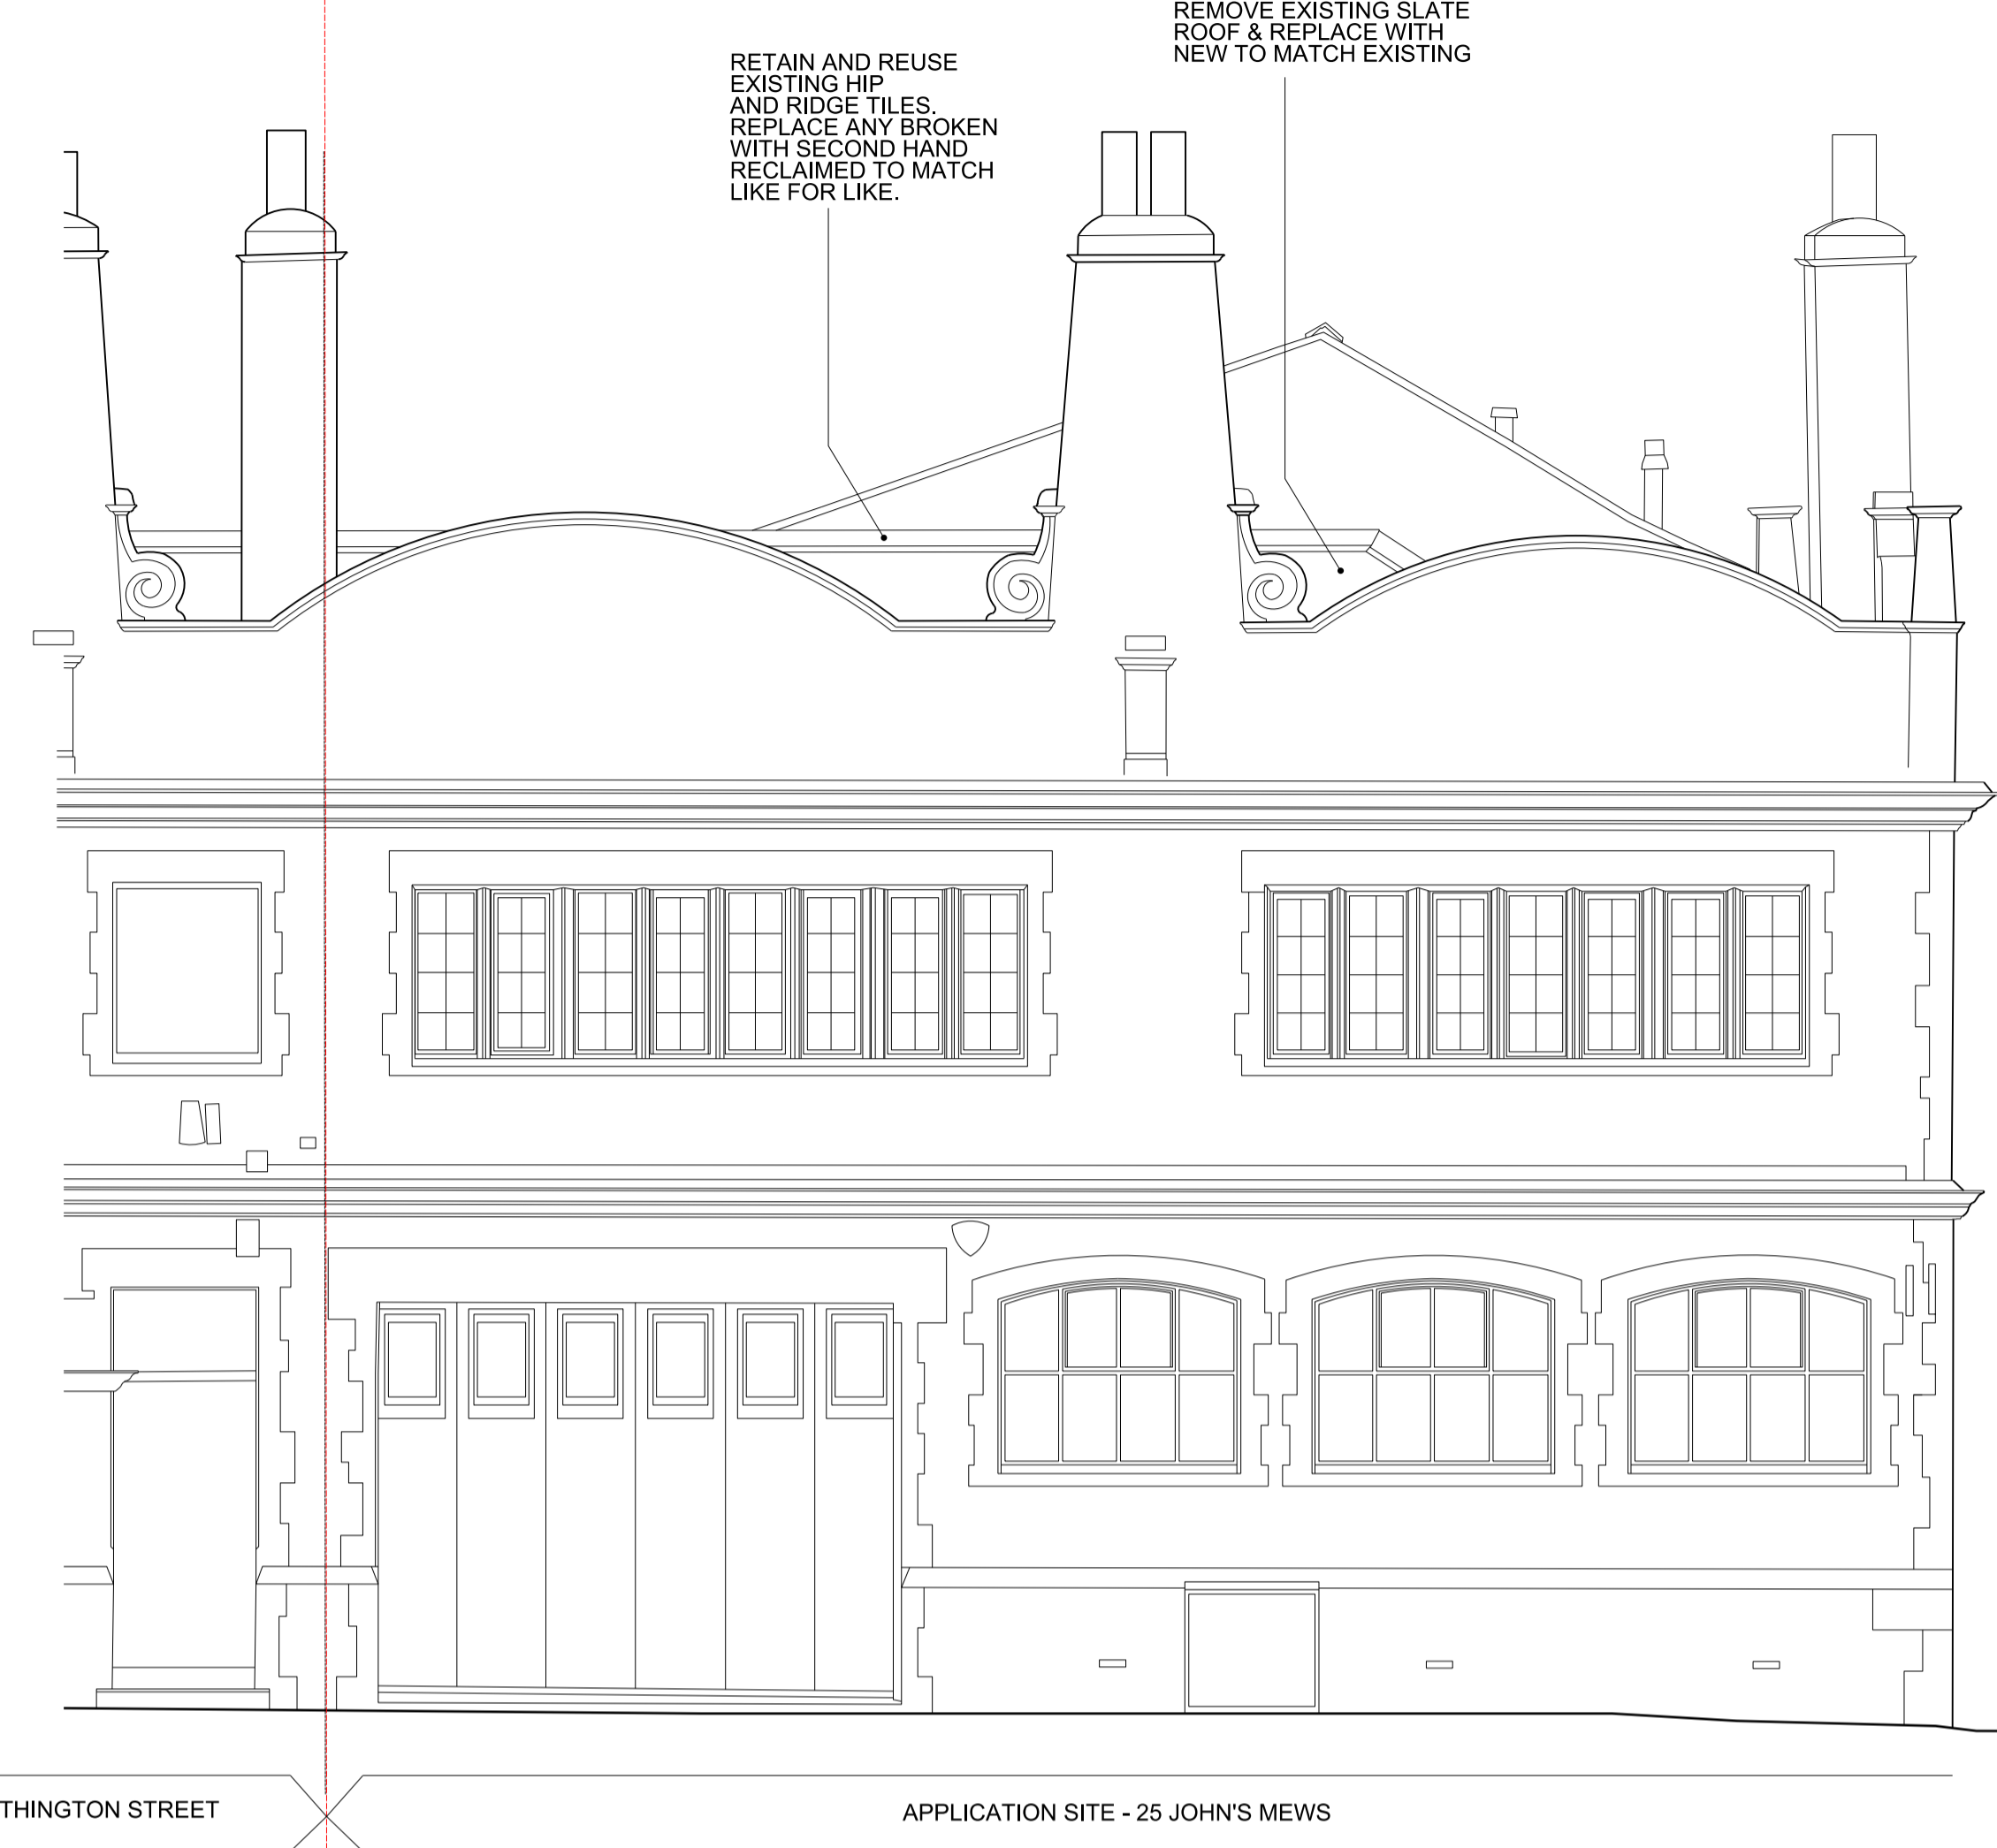 REMOVE EXISTING SLATE
ROOF & REPLACE WITH
NEW TO MATCH EXISTING
RETAIN AND REUSE
EXISTING HIP
AND RIDGE TILES.
REPLACE ANY BROKEN
WITH SECOND HAND
RECLAIMED TO MATCH
LIKE FOR LIKE.
THINGTON STREET
APPLICATION SITE - 25 JOHN'S MEWS